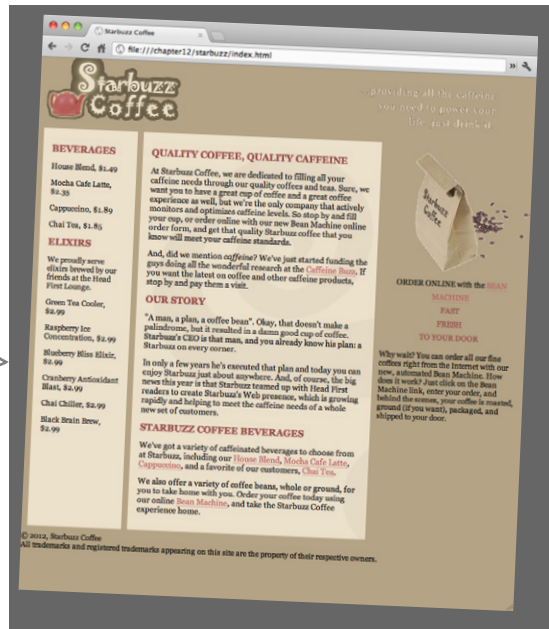 Starbuzz Coffee
file:///chapter12/starbuzz/index.html
Starbuzz
Coffee
providing all the caffeine
you need to power your
life. just drink it.
BEVERAGES
House Blend, $1.49
Mocha Cafe Latte,
$2.35
Cappuccino, $1.89
Chai Tea, $1.85
ELIXIRS
We proudly serve
elixirs brewed by our
friends at the Head
First Lounge.
Green Tea Cooler,
$2.99
Raspberry Ice
Concentration, $2.99
Blueberry Bliss Elixir,
$2.99
Cranberry Antioxidant
Blast, $2.99
Chai Chiller, $2.99
Black Brain Brew,
$2.99
QUALITY COFFEE, QUALITY CAFFEINE
At Starbuzz Coffee, we are dedicated to filling all your
caffeine needs through our quality coffees and teas. Sure, we
want you to have a great cup of coffee and a great coffee
experience as well, but we're the only company that actively
monitors and optimizes caffeine levels. So stop by and fill
your cup, or order online with our new Bean Machine online
order form, and get that quality Starbuzz coffee that you
know will meet your caffeine standards.
And, did we mention caffeine? We've just started funding the
guys doing all the wonderful research at the Caffeine Buzz. If
you want the latest on coffee and other caffeine products,
stop by and pay them a visit.
OUR STORY
"A man, a plan, a coffee bean". Okay, that doesn't make a
palindrome, but it resulted in a damn good cup of coffee.
Starbuzz's CEO is that man, and you already know his plan: a
Starbuzz on every corner.
In only a few years he's executed that plan and today you can
enjoy Starbuzz just about anywhere. And, of course, the big
news this year is that Starbuzz teamed up with Head First
readers to create Starbuzz's Web presence, which is growing
rapidly and helping to meet the caffeine needs of a whole
new set of customers.
STARBUZZ COFFEE BEVERAGES
We've got a variety of caffeinated beverages to choose from
at Starbuzz, including our House Blend, Mocha Cafe Latte,
Cappuccino, and a favorite of our customers, Chai Tea.
We also offer a variety of coffee beans, whole or ground, for
you to take home with you. Order your coffee today using
our online Bean Machine, and take the Starbuzz Coffee
experience home.
Starbuzz
Coffee
ORDER ONLINE with the BEAN
MACHINE
FAST
FRESH
TO YOUR DOOR
Why wait? You can order all our fine
coffees right from the Internet with our
new, automated Bean Machine. How
does it work? Just click on the Bean
Machine link, enter your order, and
behind the scenes, your coffee is roasted,
ground (if you want), packaged, and
shipped to your door.
© 2012, Starbuzz Coffee
All trademarks and registered trademarks appearing on this site are the property of their respective owners.